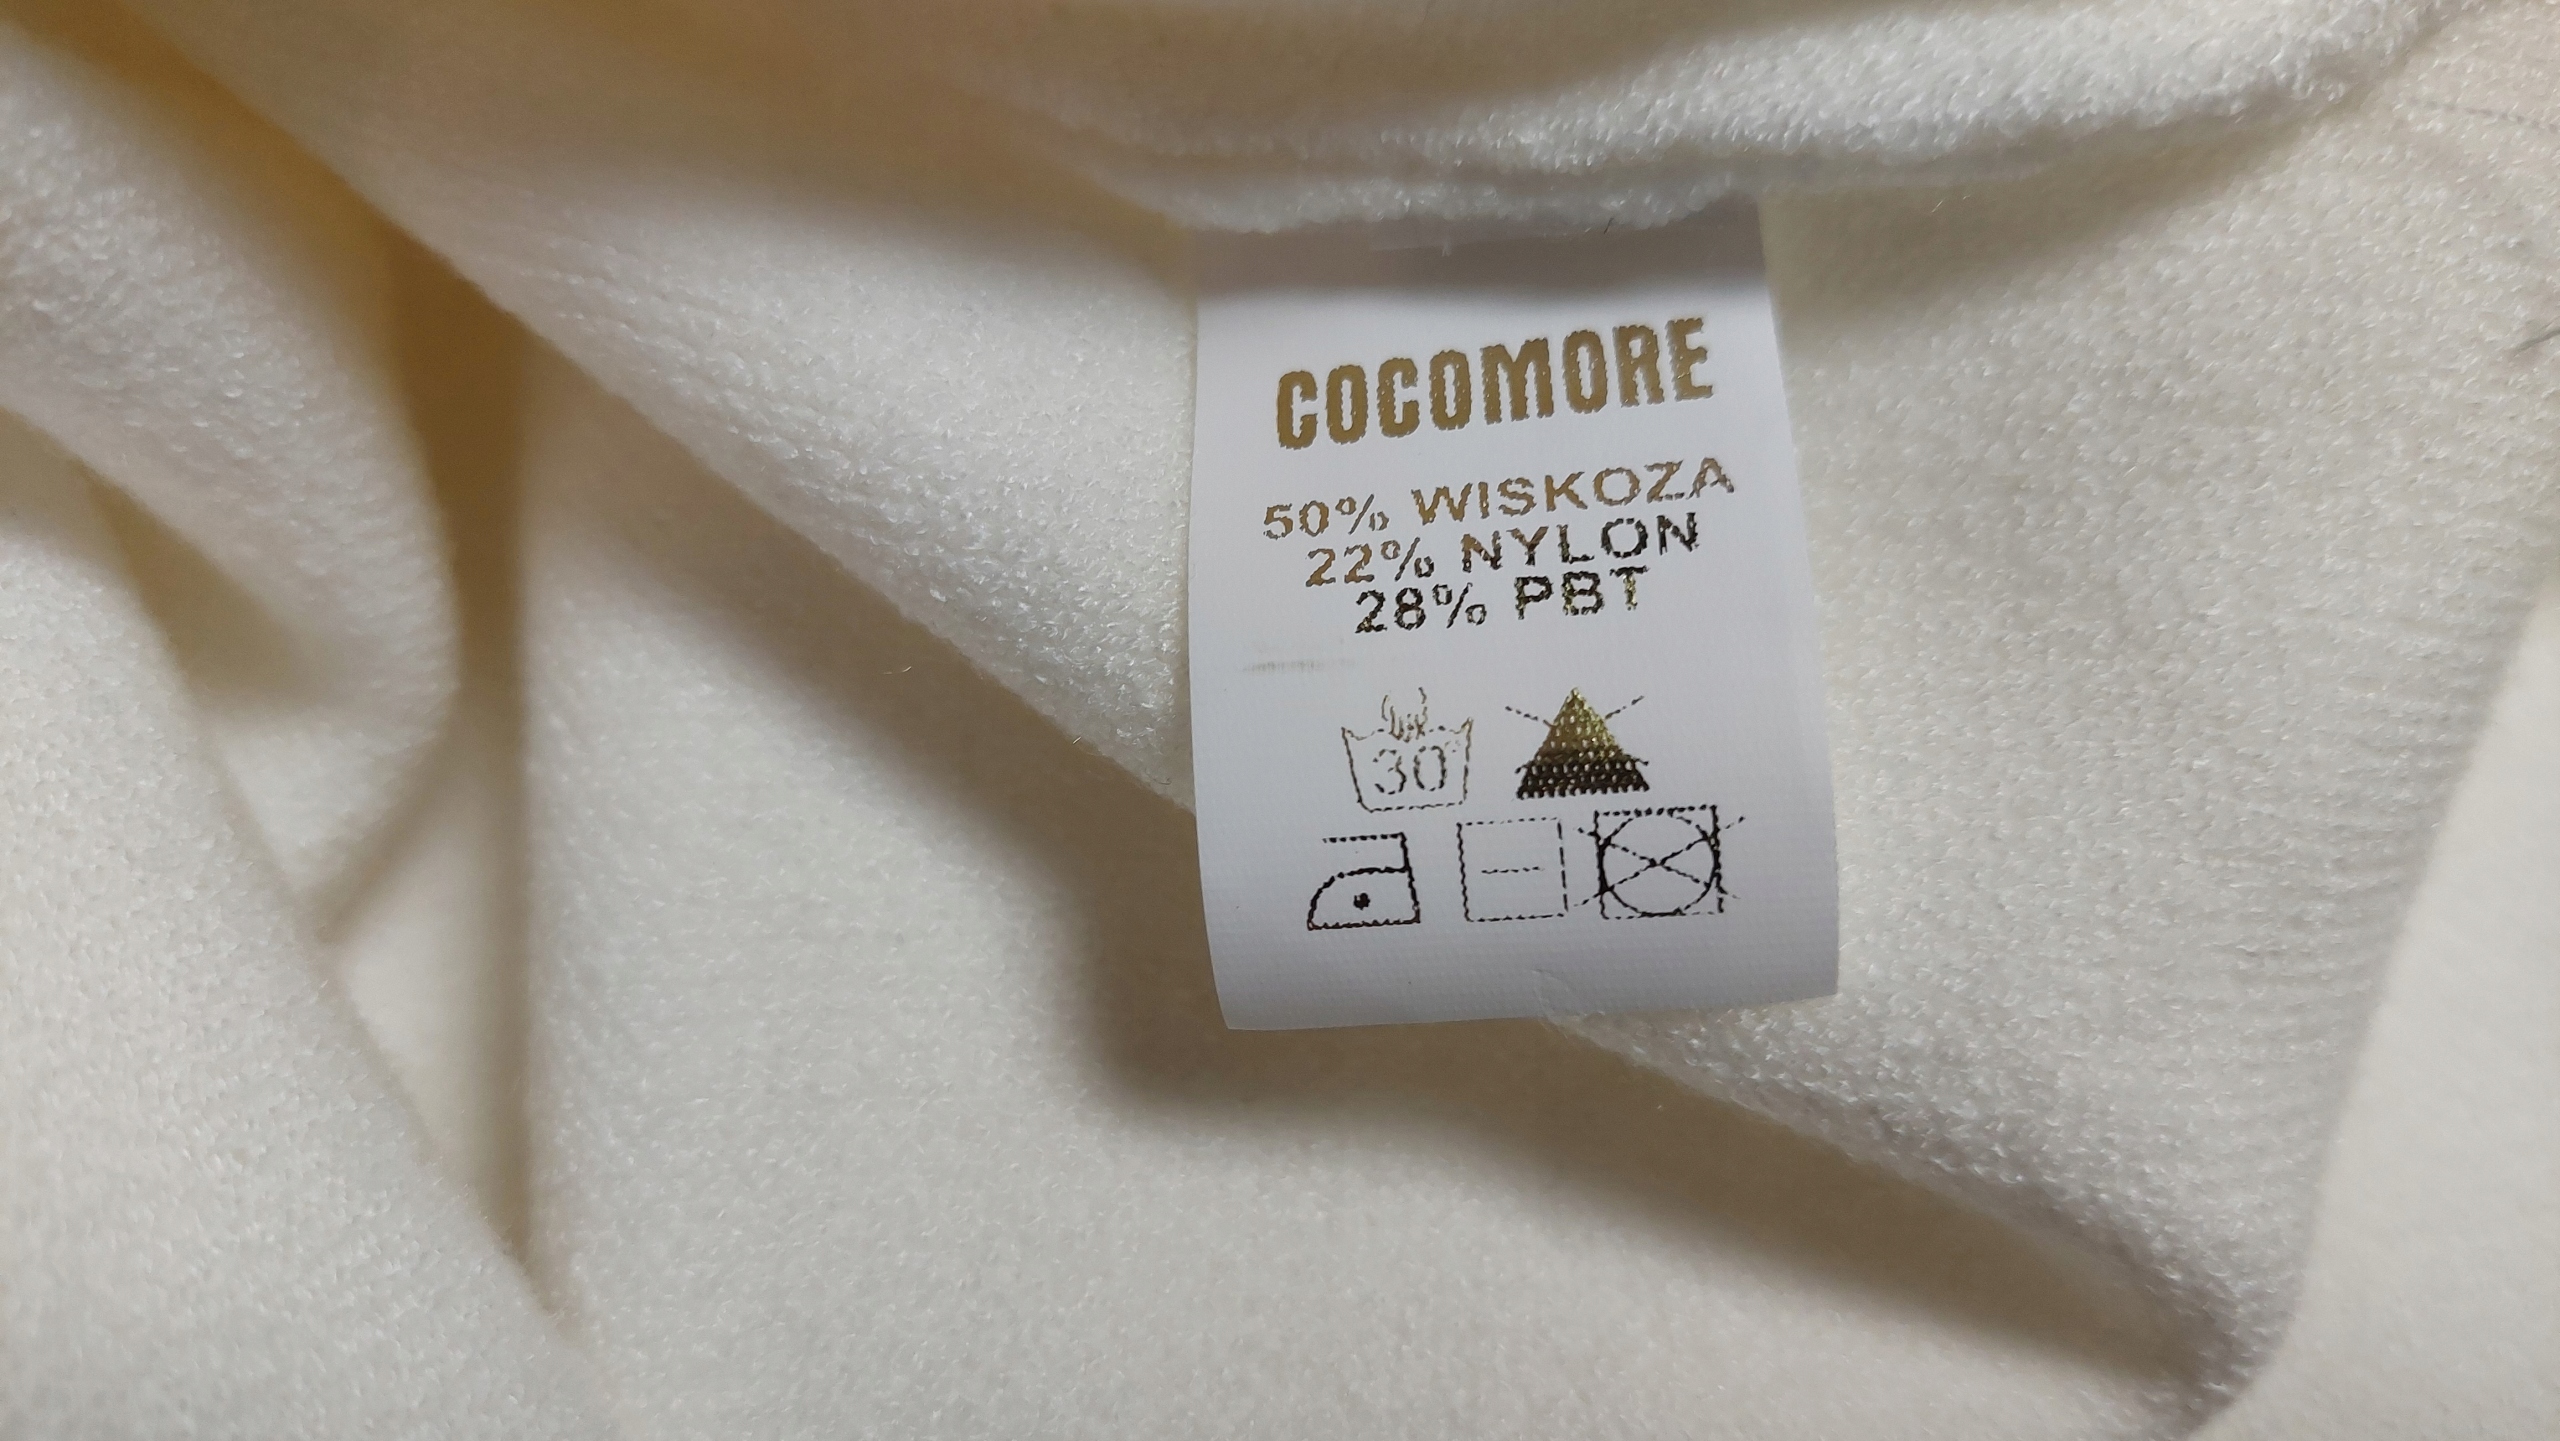 COCOMORE
50% WISKOZA
22% NYLON
28% PBT
30°